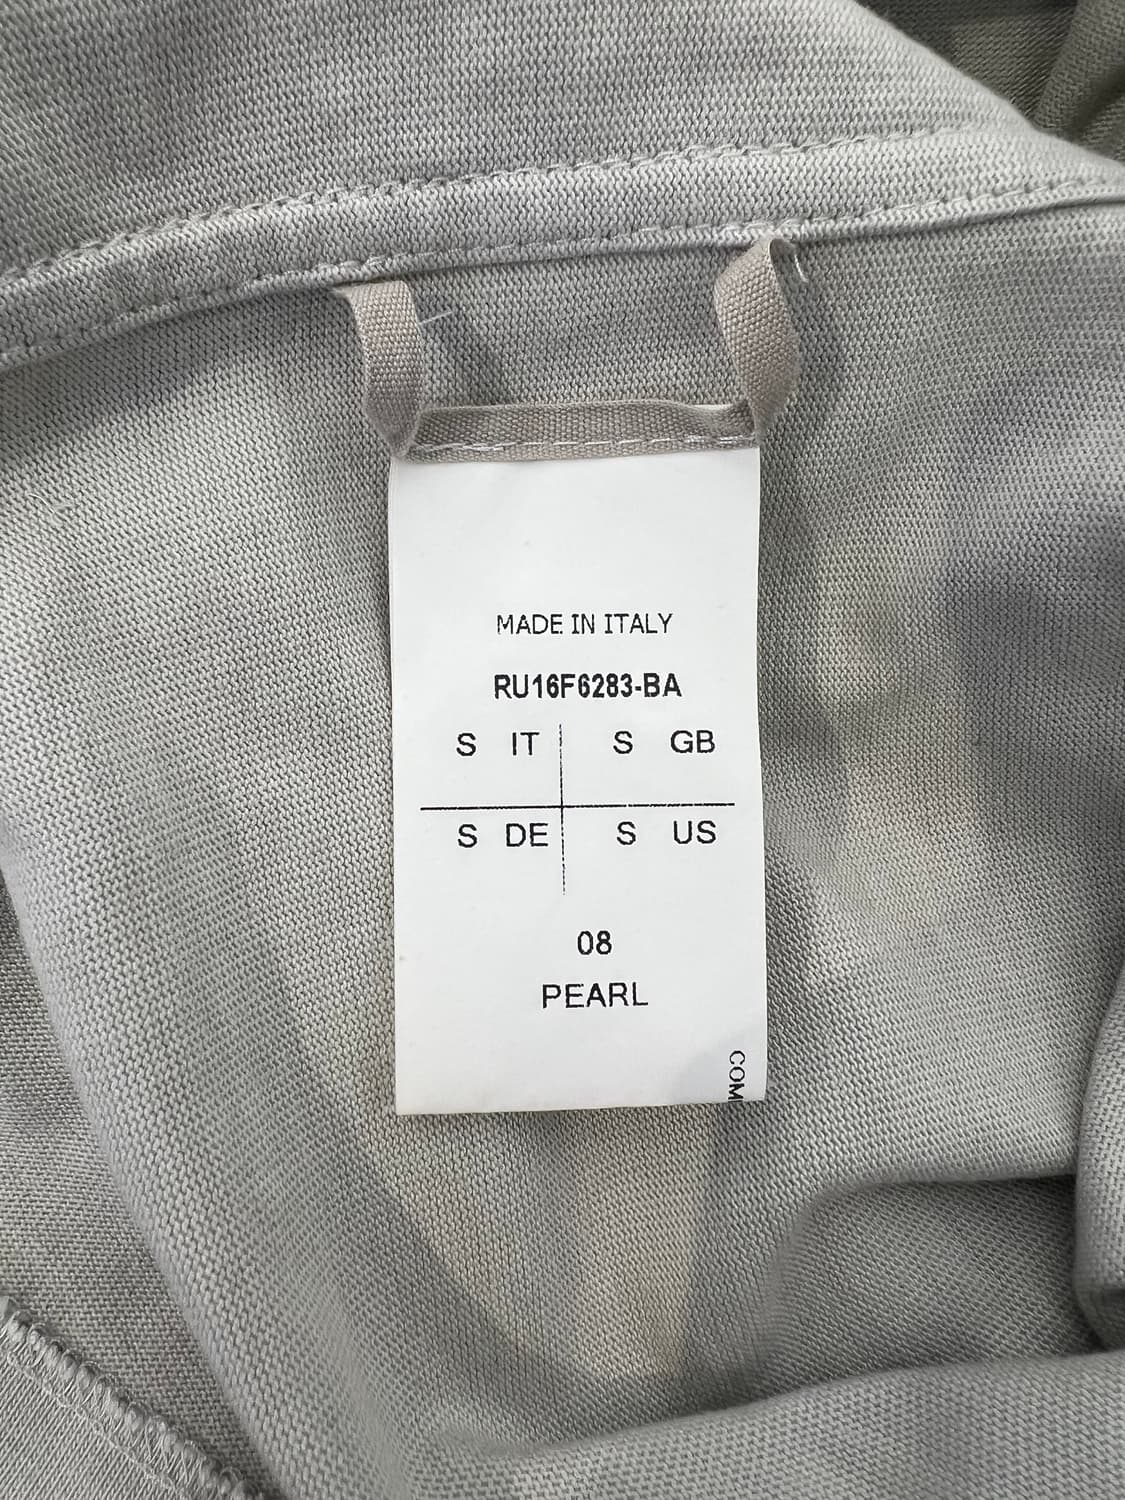 MADE IN ITALY
RU16F6283-BA
S IT S GB
S DE S US
08
PEARL
COM